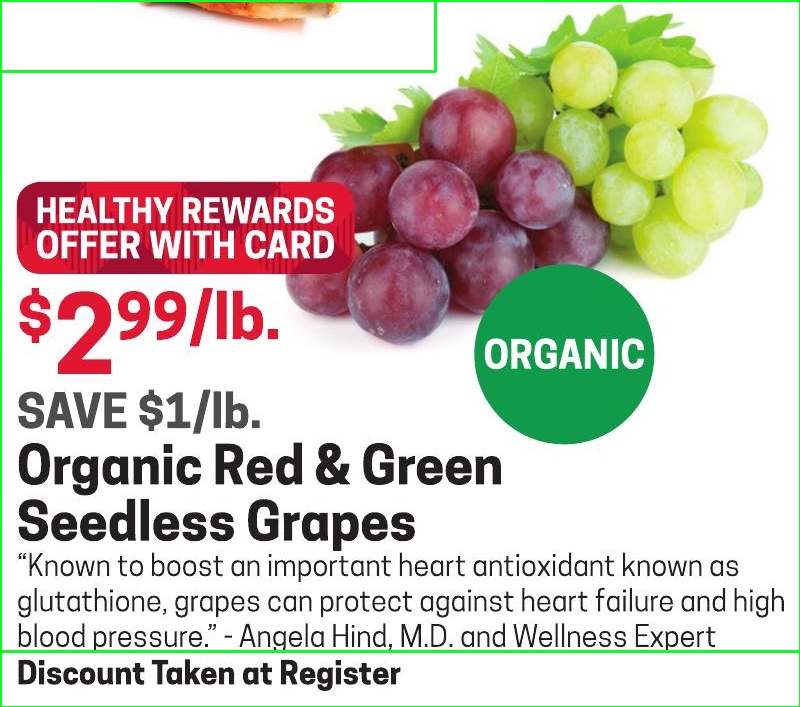 HEALTHY REWARDS
OFFER WITH CARD
$2.99/lb.
ORGANIC
SAVE $1/lb.
Organic Red & Green
Seedless Grapes
“Known to boost an important heart antioxidant known as
glutathione, grapes can protect against heart failure and high
blood pressure.” - Angela Hind, M.D. and Wellness Expert
Discount Taken at Register